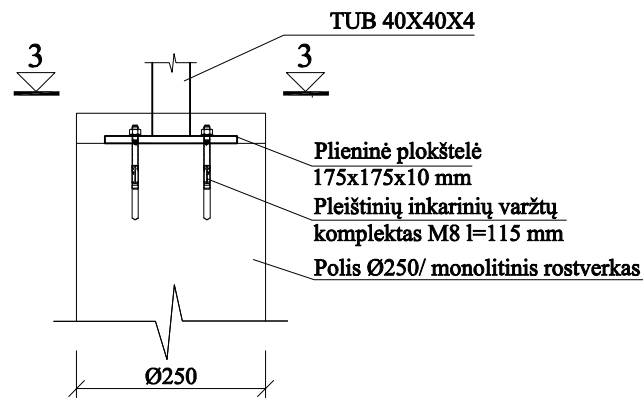 TUB 40X40X4
3
3
Plieninė plokštelė
175x175x10 mm
Pleištinių inkarinių varžtų
komplektas M8 l=115 mm
Polis Ø250/ monolitinis rostverkas
Ø250